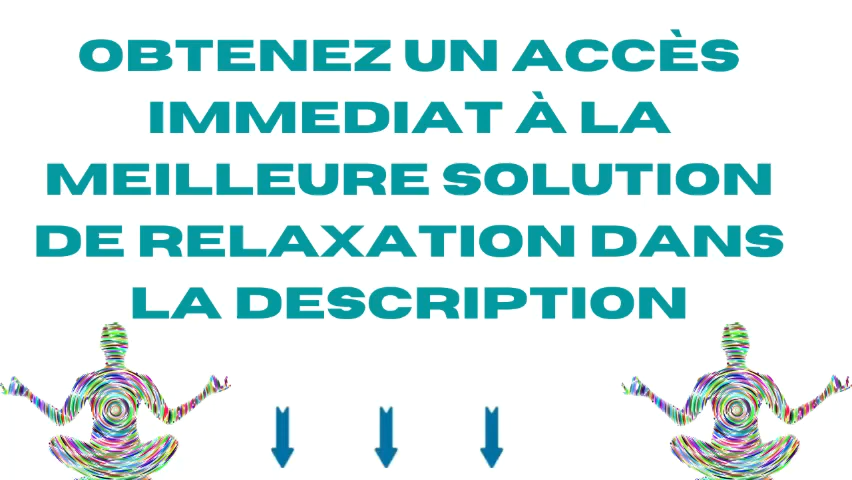 OBTENEZ UN ACCÈS
IMMEDIAT À LA
MEILLEURE SOLUTION
DE RELAXATION DANS
LA DESCRIPTION